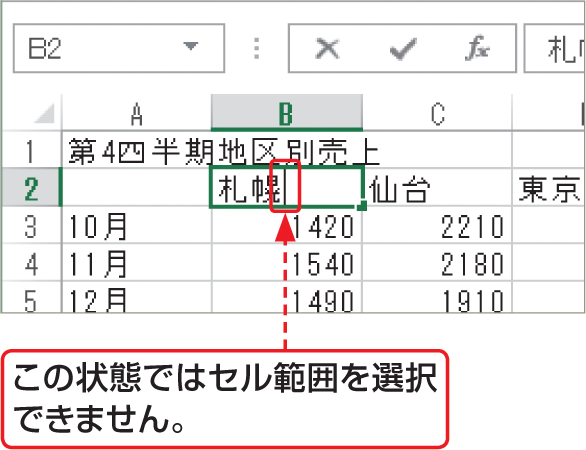 B2 fx 札
A B C
1 第4四半期地区別売上
2 札幌 仙台 東京
3 10月 1420 2210
4 11月 1540 2180
5 12月 1490 1910
この状態ではセル範囲を選択
できません。